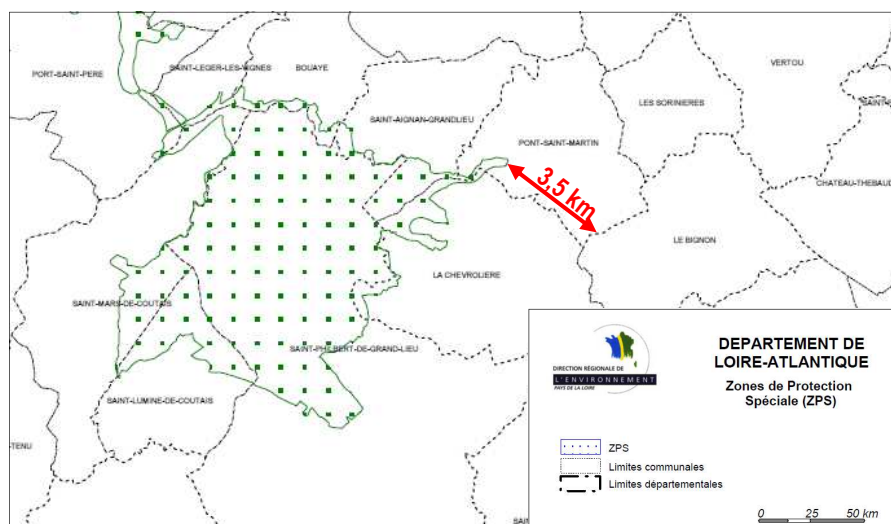 VERTOU
SAINT-LEGER-LES-VIGNES
BOUAYE
PORT-SAINT-PERE
LES SORINIERES
SAINT-AIGNAN-GRANDLIEU
PONT-SAINT-MARTIN
3,5 km
CHATEAU-THEBAUD
LE BIGNON
LA CHEVROLIERE
SAINT-MARS-DE-COUTAIS
SAINT-PHILBERT-DE-GRAND-LIEU
SAINT-LUMINE-DE-COUTAIS
-TENU
DIRECTION RÉGIONALE DE
L'ENVIRONNEMENT
PAYS DE LA LOIRE
DEPARTEMENT DE
LOIRE-ATLANTIQUE
Zones de Protection
Spéciale (ZPS)
ZPS
Limites communales
Limites départementales
0 25 50 km